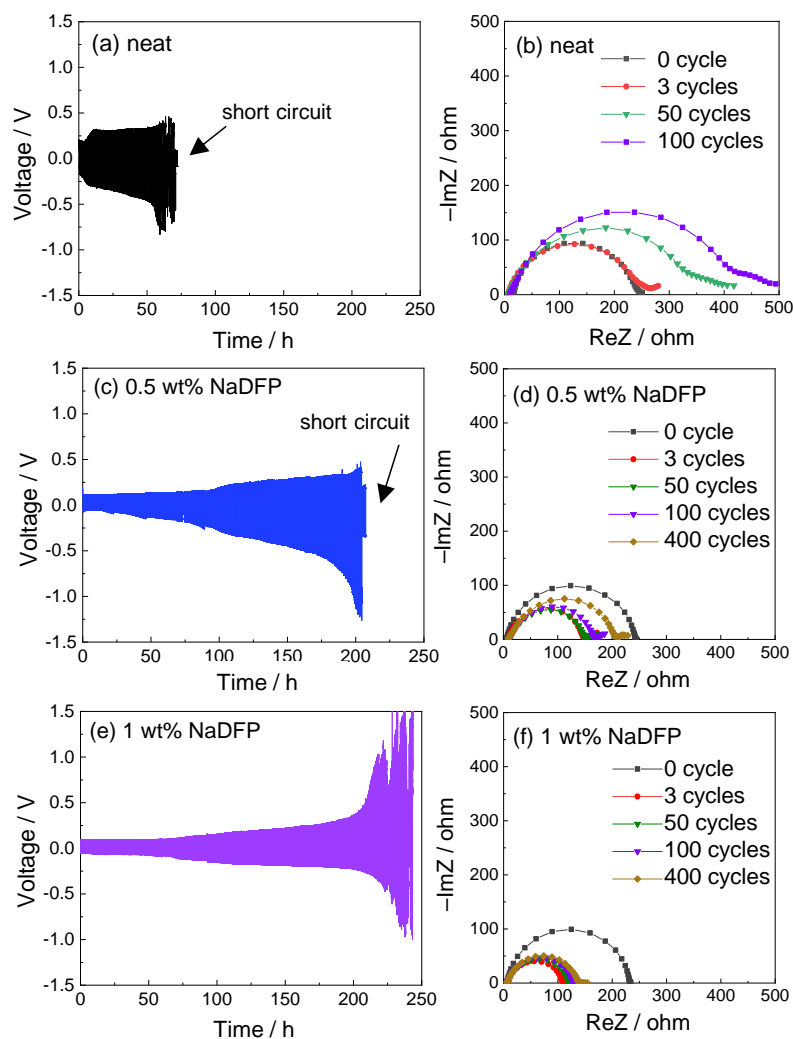 (a) neat
short circuit
Voltage / V
1.5
1.0
0.5
0.0
-0.5
-1.0
-1.5
0 50 100 150 200 250
Time / h
(b) neat
0 cycle
3 cycles
50 cycles
100 cycles
–ImZ / ohm
500
400
300
200
100
0
0 100 200 300 400 500
ReZ / ohm
(c) 0.5 wt% NaDFP
short circuit
Voltage / V
1.5
1.0
0.5
0.0
-0.5
-1.0
-1.5
0 50 100 150 200 250
Time / h
(d) 0.5 wt% NaDFP
0 cycle
3 cycles
50 cycles
100 cycles
400 cycles
–ImZ / ohm
500
400
300
200
100
0
0 100 200 300 400 500
ReZ / ohm
(e) 1 wt% NaDFP
Voltage / V
1.5
1.0
0.5
0.0
-0.5
-1.0
-1.5
0 50 100 150 200 250
Time / h
(f) 1 wt% NaDFP
0 cycle
3 cycles
50 cycles
100 cycles
400 cycles
–ImZ / ohm
500
400
300
200
100
0
0 100 200 300 400 500
ReZ / ohm